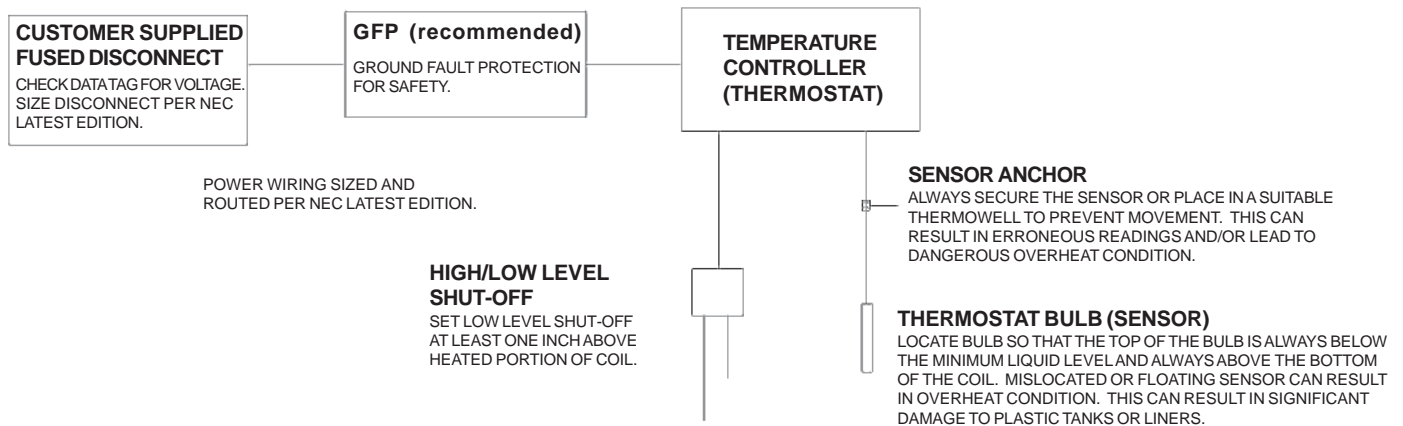 CUSTOMER SUPPLIED
FUSED DISCONNECT
CHECK DATA TAG FOR VOLTAGE.
SIZE DISCONNECT PER NEC
LATEST EDITION.
GFP (recommended)
GROUND FAULT PROTECTION
FOR SAFETY.
TEMPERATURE
CONTROLLER
(THERMOSTAT)
POWER WIRING SIZED AND
ROUTED PER NEC LATEST EDITION.
SENSOR ANCHOR
ALWAYS SECURE THE SENSOR OR PLACE IN A SUITABLE
THERMOWELL TO PREVENT MOVEMENT. THIS CAN
RESULT IN ERRONEOUS READINGS AND/OR LEAD TO
DANGEROUS OVERHEAT CONDITION.
HIGH/LOW LEVEL
SHUT-OFF
SET LOW LEVEL SHUT-OFF
AT LEAST ONE INCH ABOVE
HEATED PORTION OF COIL.
THERMOSTAT BULB (SENSOR)
LOCATE BULB SO THAT THE TOP OF THE BULB IS ALWAYS BELOW
THE MINIMUM LIQUID LEVEL AND ALWAYS ABOVE THE BOTTOM
OF THE COIL. MISLOCATED OR FLOATING SENSOR CAN RESULT
IN OVERHEAT CONDITION. THIS CAN RESULT IN SIGNIFICANT
DAMAGE TO PLASTIC TANKS OR LINERS.